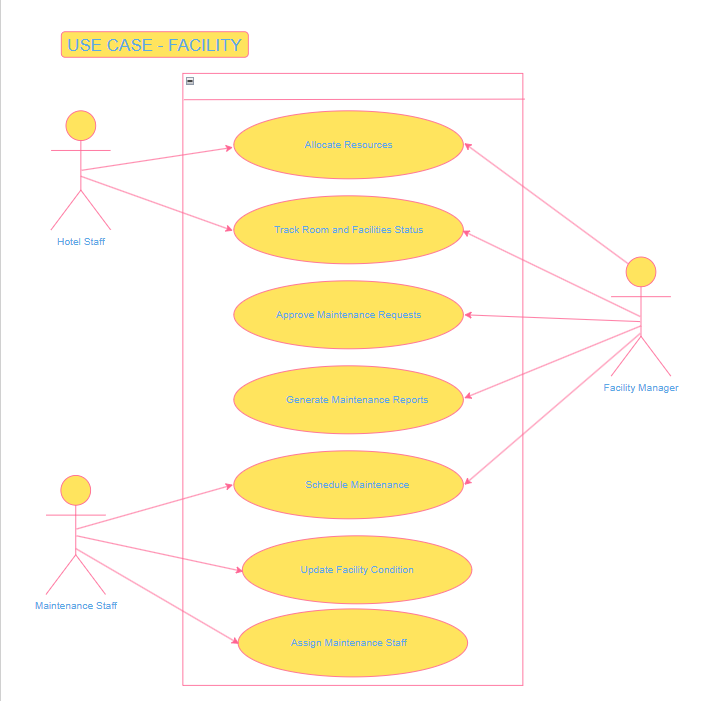 USE CASE - FACILITY
Allocate Resources
Track Room and Facilities Status
Hotel Staff
Approve Maintenance Requests
Facility Manager
Generate Maintenance Reports
Schedule Maintenance
Update Facility Condition
Maintenance Staff
Assign Maintenance Staff